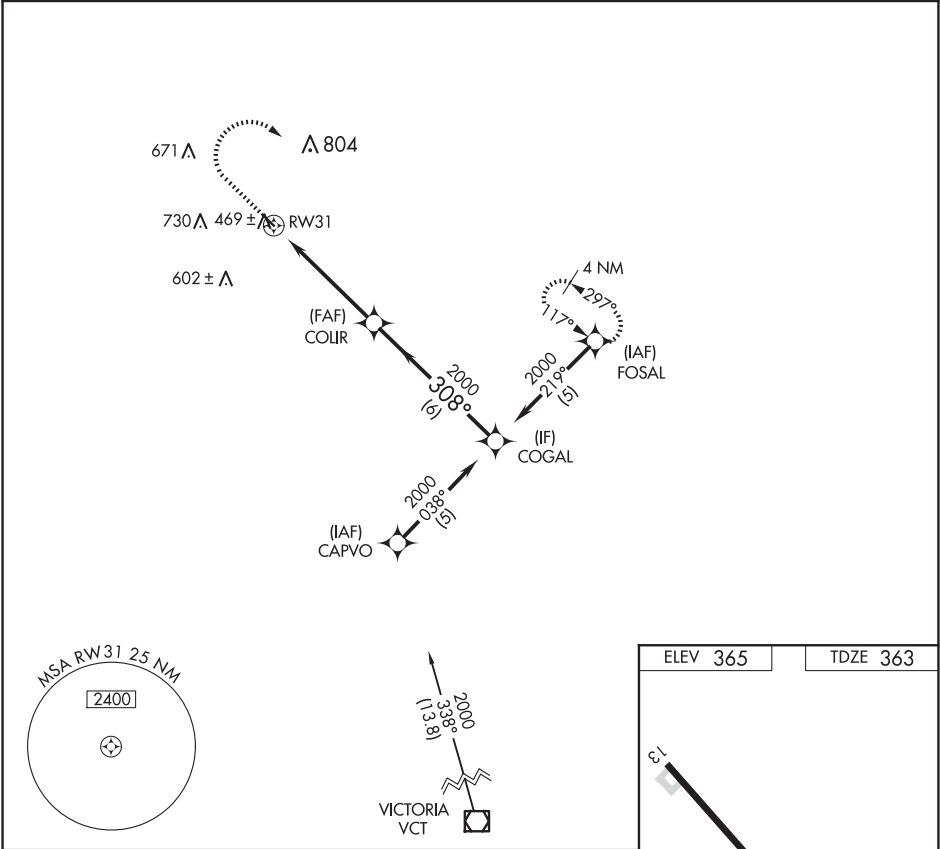 671
804
730
469 ±
RW31
602 ±
4 NM
297°
117°
(FAF)
COLIR
(IAF)
FOSAL
2000
219°
(5)
2000
308°
(6)
(IF)
COGAL
2000
038°
(5)
(IAF)
CAPVO
MSA RW31 25 NM
2400
2000
338°
(13.8)
VICTORIA
VCT
ELEV 365
TDZE 363
13